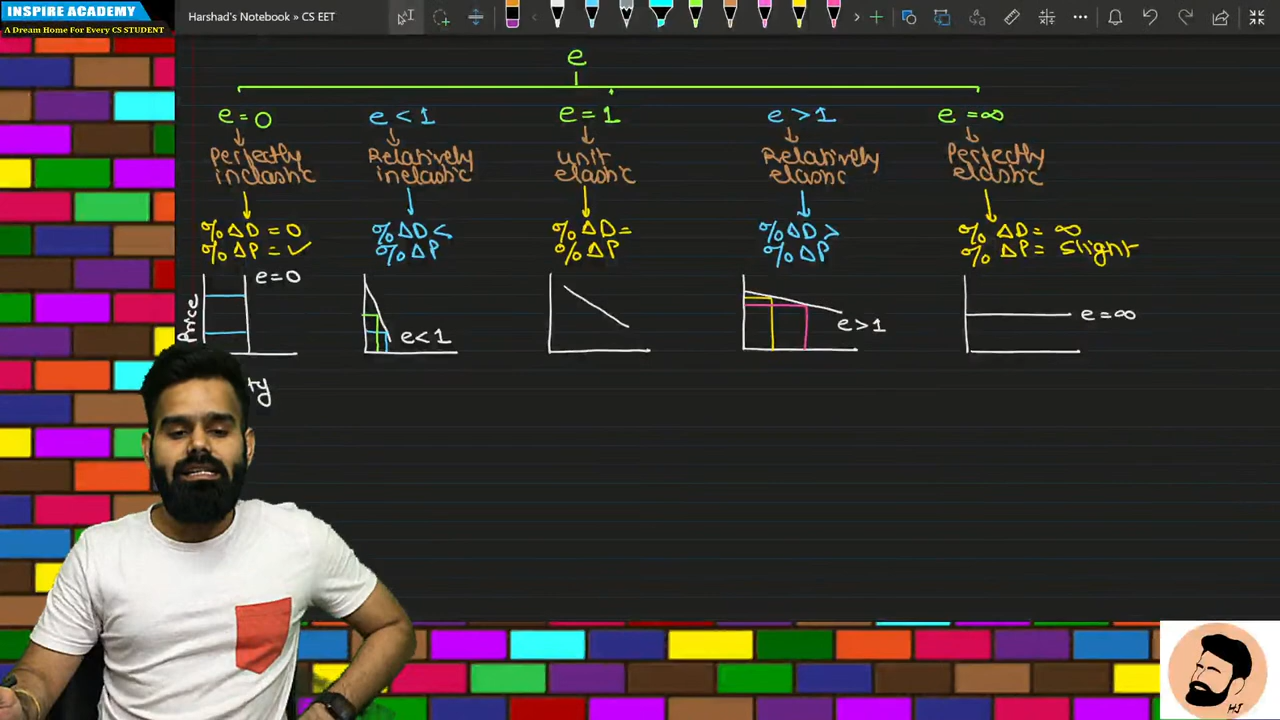 INSPIRE ACADEMY
A Dream Home For Every CS STUDENT
Harshad's Notebook » CS EET
e
e = 0
e < 1
e = 1
e > 1
e = ∞
Perfectly
inelastic
Relatively
inelastic
unit
elastic
Relatively
elastic
Perfectly
elastic
%ΔD = 0
%ΔP = ✓
%ΔD <
%ΔP
%ΔD =
%ΔP
%ΔD >
%ΔP
%ΔD = ∞
%ΔP = Slight
e = 0
Price
e < 1
e > 1
e = ∞
HJ